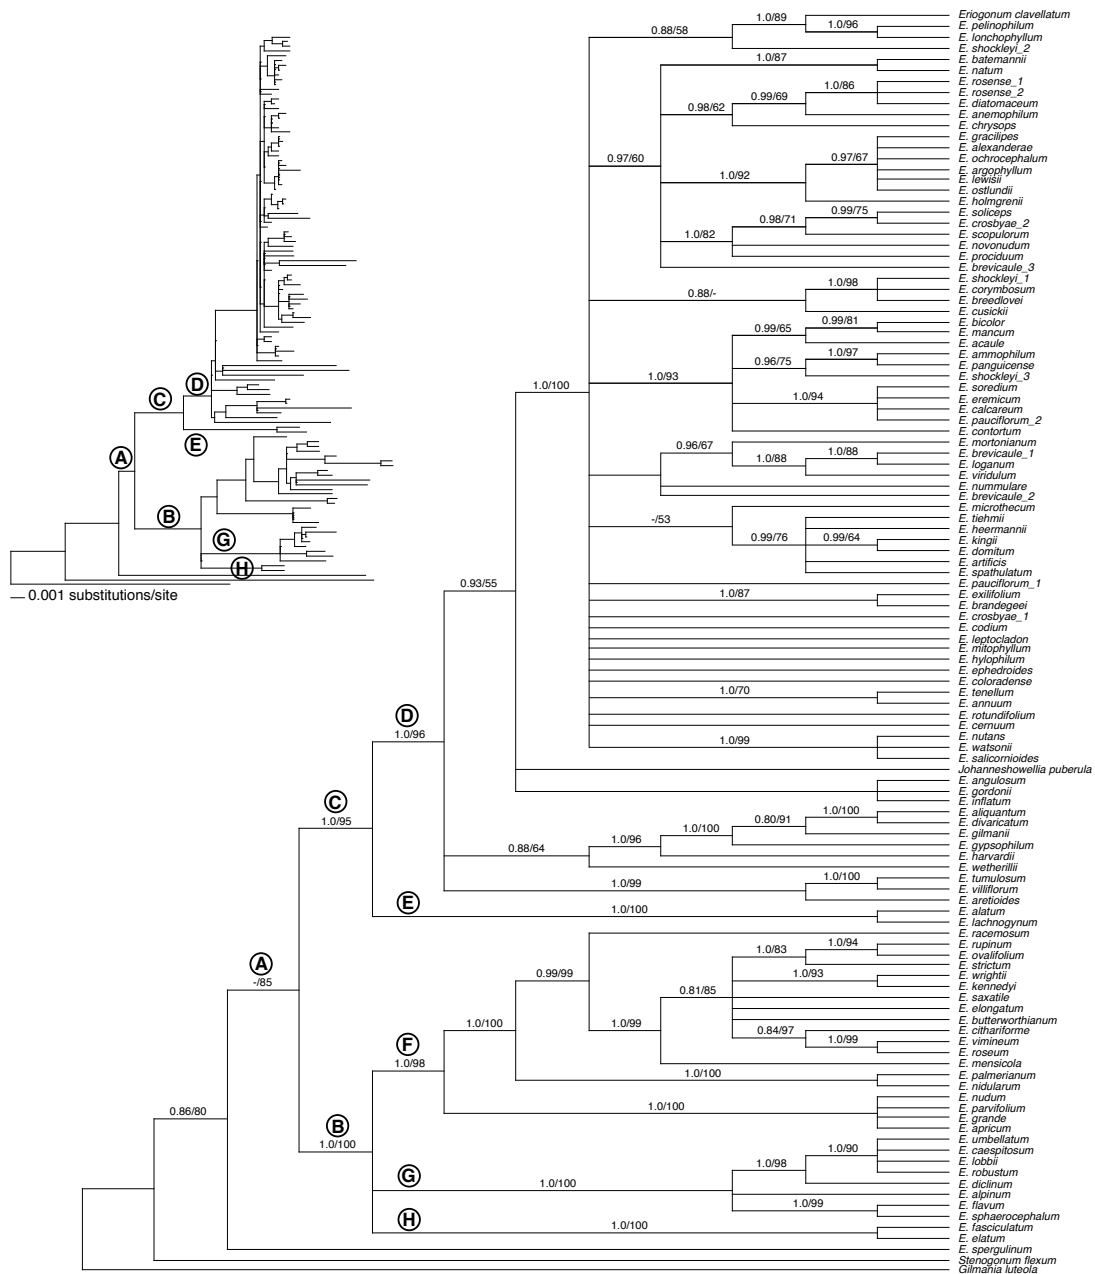 1.0/89
Eriogonum clavellatum
E. pelinophilum
1.0/96
0.88/58
E. lonchophyllum
E. shockleyi_2
1.0/87
E. batemannii
E. natum
E. rosense_1
1.0/86
E. rosense_2
0.99/69
E. diatomaceum
0.98/62
E. anemophilum
E. chrysops
E. gracilipes
E. alexanderae
0.97/60
0.97/67
E. ochrocephalum
E. argophyllum
1.0/92
E. lewisii
E. ostlundii
E. holmgrenii
0.99/75
E. soliceps
0.98/71
E. crosbyae_2
1.0/82
E. scopulorum
E. novonudum
E. prociduum
E. brevicaule_3
E. shockleyi_1
1.0/98
0.88/-
E. corymbosum
E. breedlovei
E. cusickii
0.99/81
E. bicolor
0.99/65
E. mancum
E. acaule
1.0/97
E. ammophilum
0.96/75
E. panguicense
1.0/93
E. shockleyi_3
1.0/100
E. soredium
1.0/94
E. eremicum
E. calcareum
E. pauciflorum_2
E. contortum
0.96/67
E. mortonianum
1.0/88
E. brevicaule_1
1.0/88
E. loganum
E. viridulum
E. nummulare
E. brevicaule_2
E. microthecum
-/53
E. tiehmii
E. heermannii
0.99/76
0.99/64
E. kingii
E. domitum
E. artificis
E. spathulatum
E. pauciflorum_1
1.0/87
E. exilifolium
E. brandegeei
E. crosbyae_1
E. codium
E. leptocladon
E. mitophyllum
E. hylophilum
E. ephedroides
E. coloradense
1.0/70
E. tenellum
E. annuum
E. rotundifolium
E. cernuum
1.0/99
E. nutans
E. watsonii
E. salicornioides
Johanneshowellia puberula
E. angulosum
E. gordonii
E. inflatum
1.0/100
E. aliquantum
0.80/91
E. divaricatum
1.0/100
E. gilmanii
1.0/96
E. gypsophilum
0.88/64
E. harvardii
E. wetherillii
1.0/100
E. tumulosum
1.0/99
E. villiflorum
E. aretioides
1.0/100
E. alatum
E. lachnogynum
E. racemosum
1.0/94
E. rupinum
1.0/83
E. ovalifolium
E. strictum
0.99/99
1.0/93
E. wrightii
E. kennedyi
0.81/85
E. saxatile
E. elongatum
E. butterworthianum
1.0/100
1.0/99
0.84/97
E. cithariforme
1.0/99
E. vimineum
E. roseum
E. mensicola
1.0/100
E. palmerianum
E. nidularum
E. nudum
1.0/100
E. parvifolium
E. grande
E. apricum
E. umbellatum
1.0/90
E. caespitosum
1.0/98
E. lobbii
E. robustum
1.0/100
E. diclinum
E. alpinum
1.0/99
E. flavum
E. sphaerocephalum
1.0/100
E. fasciculatum
E. elatum
E. spergulinum
Stenogonum flexum
Gilmania luteola
D
C
E
A
B
G
H
0.001 substitutions/site
0.93/55
D
1.0/96
C
1.0/95
E
A
-/85
F
1.0/98
0.86/80
B
1.0/100
G
H